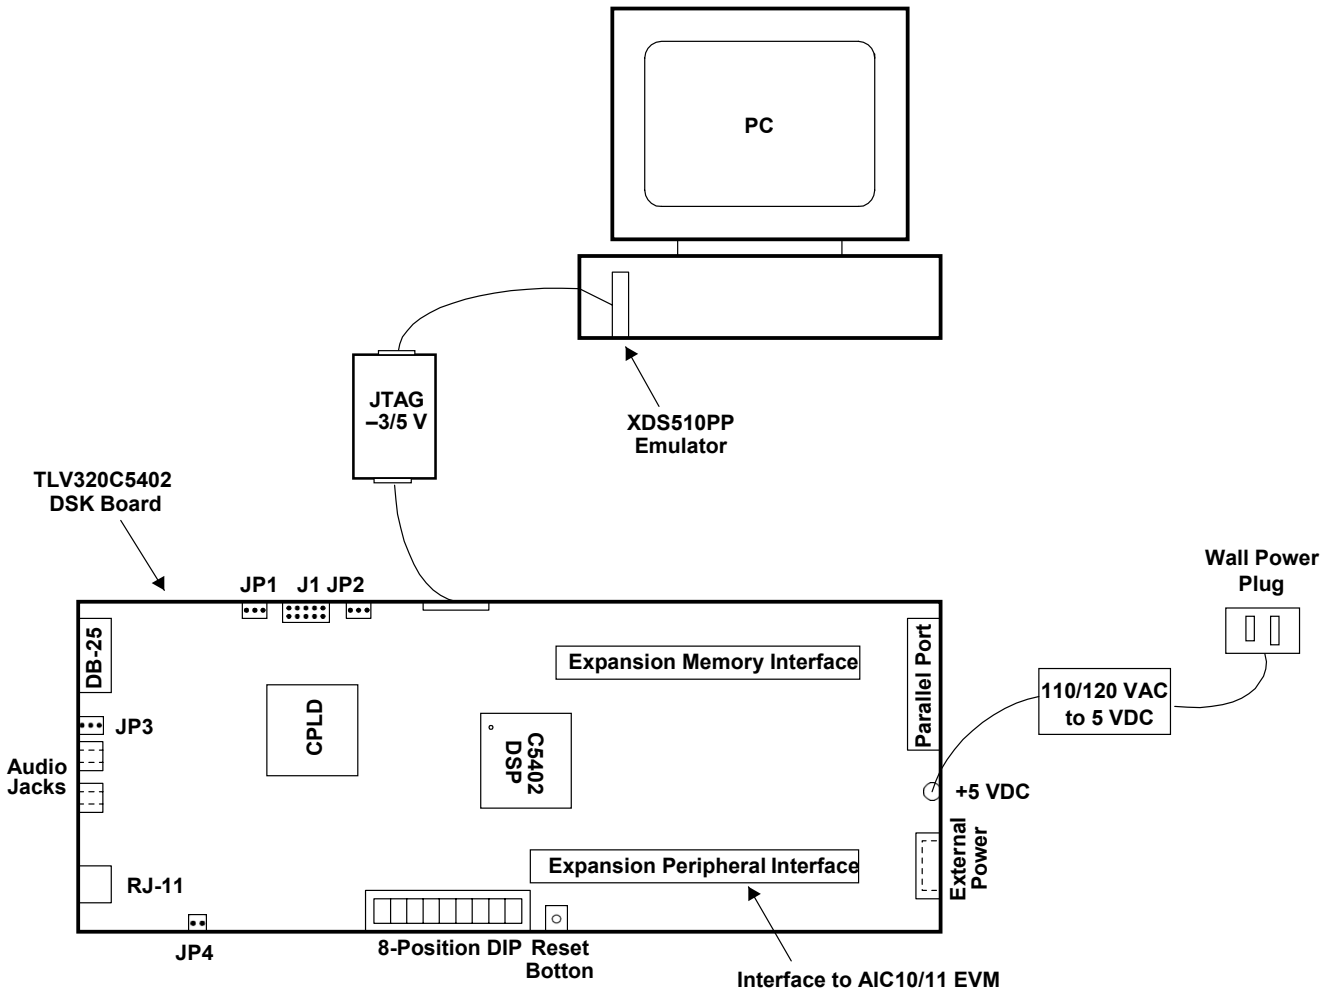 PC
JTAG
–3/5 V
XDS510PP
Emulator
TLV320C5402
DSK Board
Wall Power
Plug
JP1
J1
JP2
DB-25
Expansion Memory Interface
Parallel Port
110/120 VAC
to 5 VDC
CPLD
JP3
C5402
DSP
Audio
Jacks
+5 VDC
Expansion Peripheral Interface
External
Power
RJ-11
JP4
8-Position DIP
Reset
Botton
Interface to AIC10/11 EVM